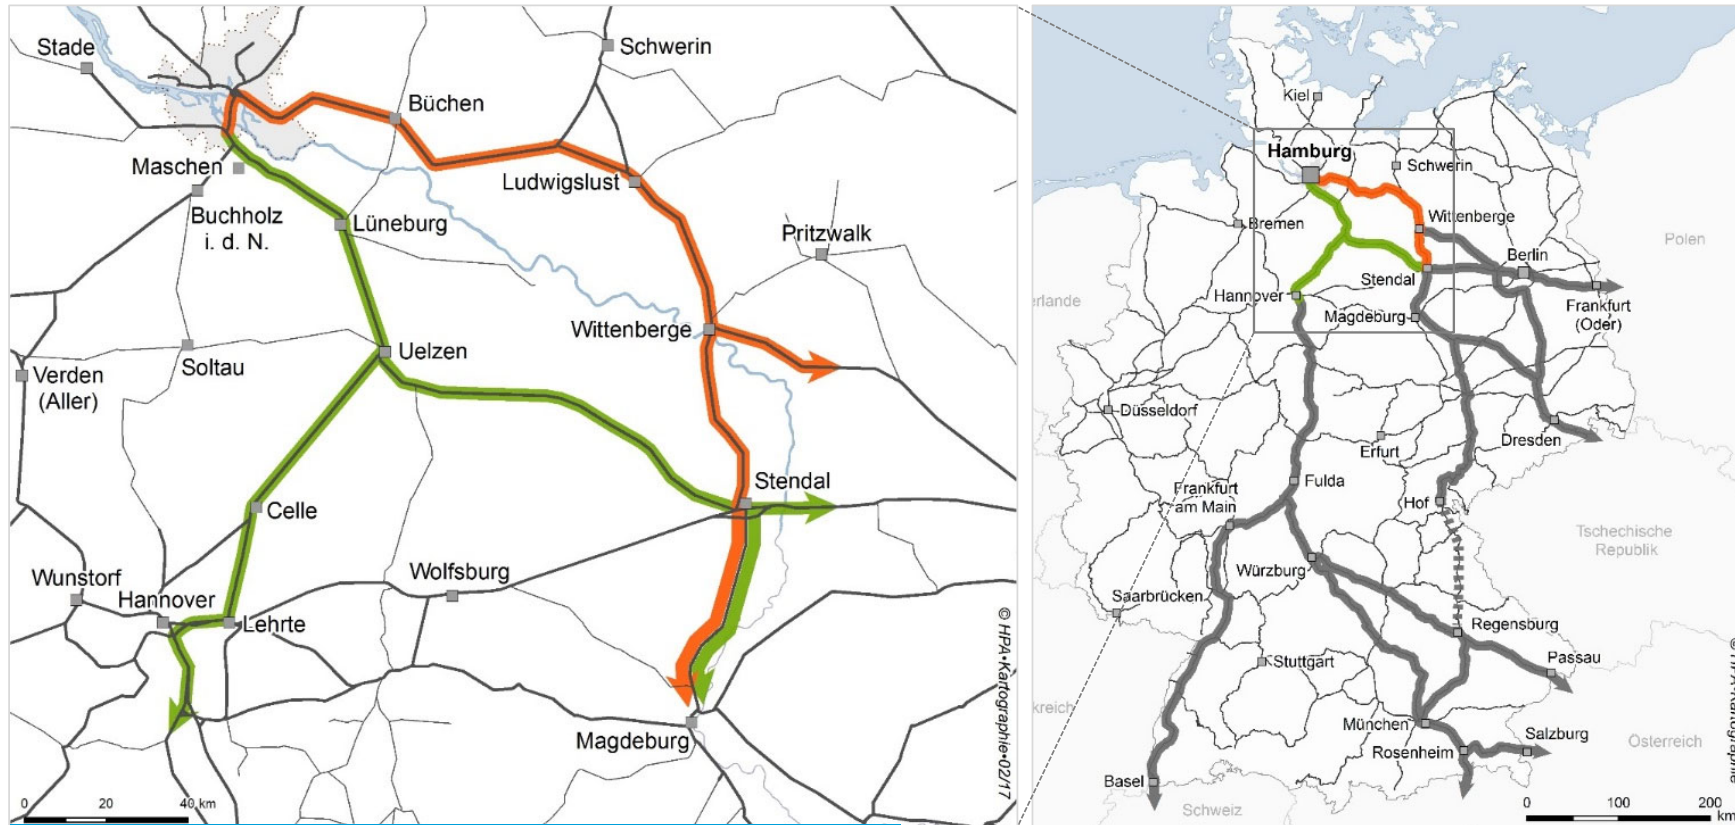 Stade
Schwerin
Büchen
Maschen
Ludwigslust
Buchholz
i. d. N.
Lüneburg
Pritzwalk
Wittenberge
Uelzen
Soltau
Verden
(Aller)
Stendal
Celle
Wunstorf
Hannover
Wolfsburg
Lehrte
Magdeburg
0 20 40 km
© HPA•Kartographie•02/17
Kiel
Hamburg
Schwerin
Bremen
Wittenberge
Polen
Berlin
Stendal
erlande
Hannover
Magdeburg
Frankfurt
(Oder)
Düsseldorf
Erfurt
Dresden
Frankfurt
am Main
Fulda
Hof
Tschechische
Republik
Würzburg
Saarbrücken
Regensburg
Stuttgart
Passau
kreich
München
Salzburg
Rosenheim
Österreich
Basel
Schweiz
0 100 200
km